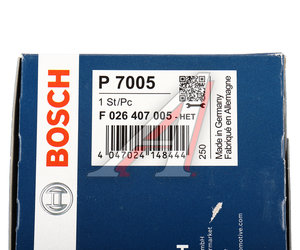 BOSCH
P 7005
1 St/Pc
F 026 407 005 - HET
4 047024 148444
250
Made in Germany
Fabriqué en Allemagne